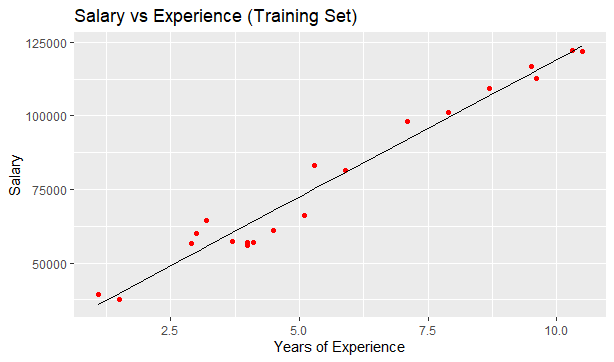 Salary vs Experience (Training Set)
125000
100000
75000
50000
Salary
2.5 5.0 7.5 10.0
Years of Experience